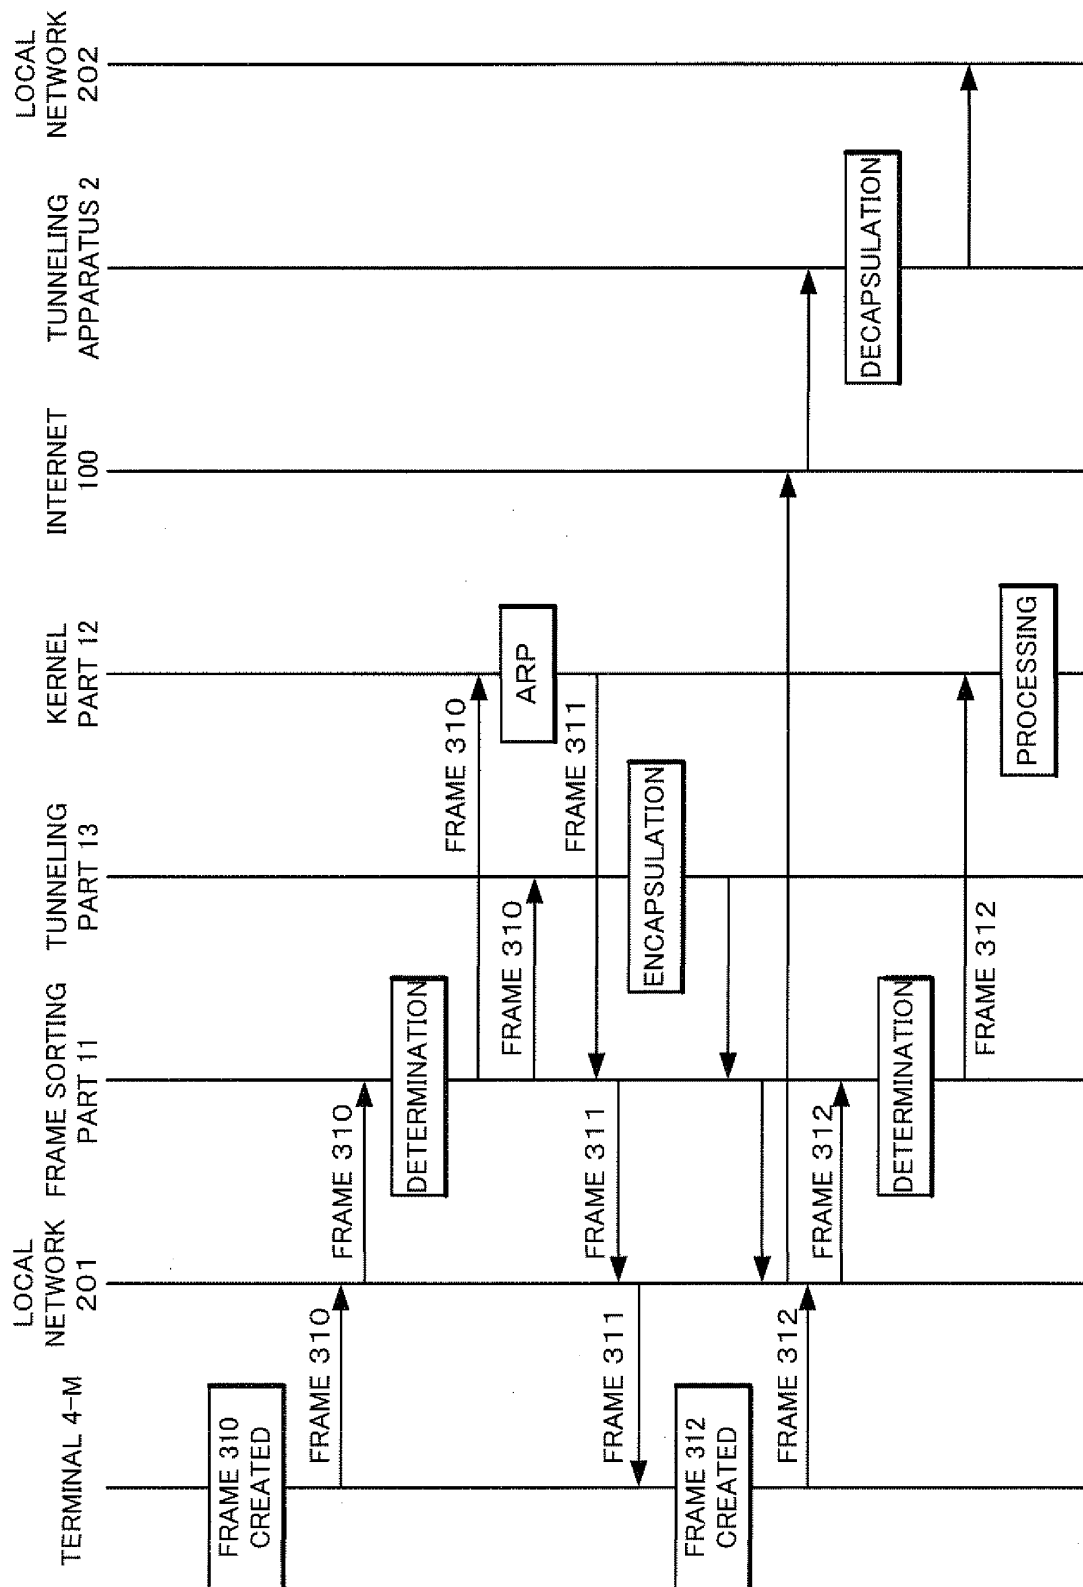 TERMINAL 4-M
LOCAL
NETWORK
201
FRAME SORTING
PART 11
TUNNELING
PART 13
KERNEL
PART 12
INTERNET
100
TUNNELING
APPARATUS 2
LOCAL
NETWORK
202
FRAME 310
CREATED
FRAME 310
FRAME 310
DETERMINATION
FRAME 310
ARP
FRAME 310
FRAME 311
FRAME 311
FRAME 311
ENCAPSULATION
FRAME 312
CREATED
FRAME 312
FRAME 312
DECAPSULATION
DETERMINATION
FRAME 312
PROCESSING